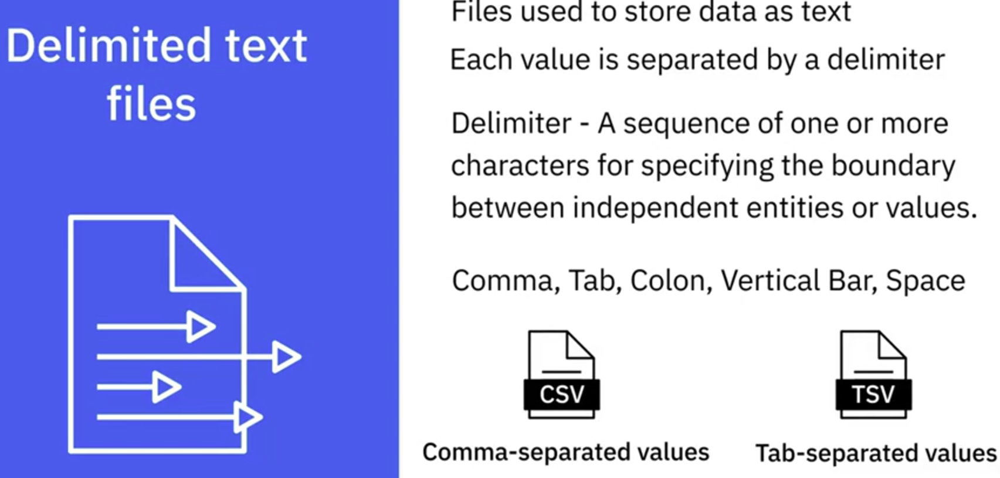 Delimited text
files
Files used to store data as text
Each value is separated by a delimiter
Delimiter - A sequence of one or more
characters for specifying the boundary
between independent entities or values.
Comma, Tab, Colon, Vertical Bar, Space
CSV
TSV
Comma-separated values
Tab-separated values